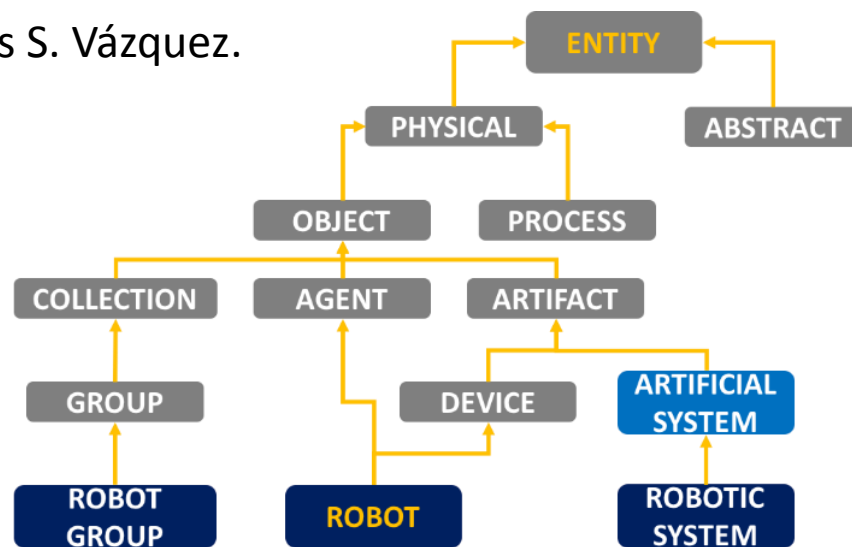 s S. Vázquez.
ENTITY
PHYSICAL
ABSTRACT
OBJECT
PROCESS
COLLECTION
AGENT
ARTIFACT
GROUP
DEVICE
ARTIFICIAL
SYSTEM
ROBOT
GROUP
ROBOT
ROBOTIC
SYSTEM